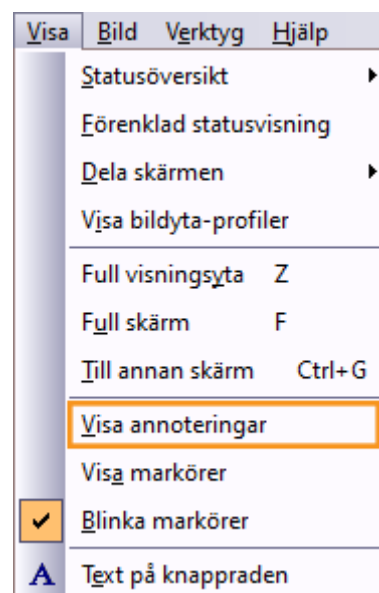 Visa Bild Verktyg Hjälp
Statusöversikt
Förenklad statusvisning
Dela skärmen
Visa bildyta-profiler
Full visningsyta Z
Full skärm F
Till annan skärm Ctrl+G
Visa annoteringar
Visa markörer
Blinka markörer
A Text på knappraden